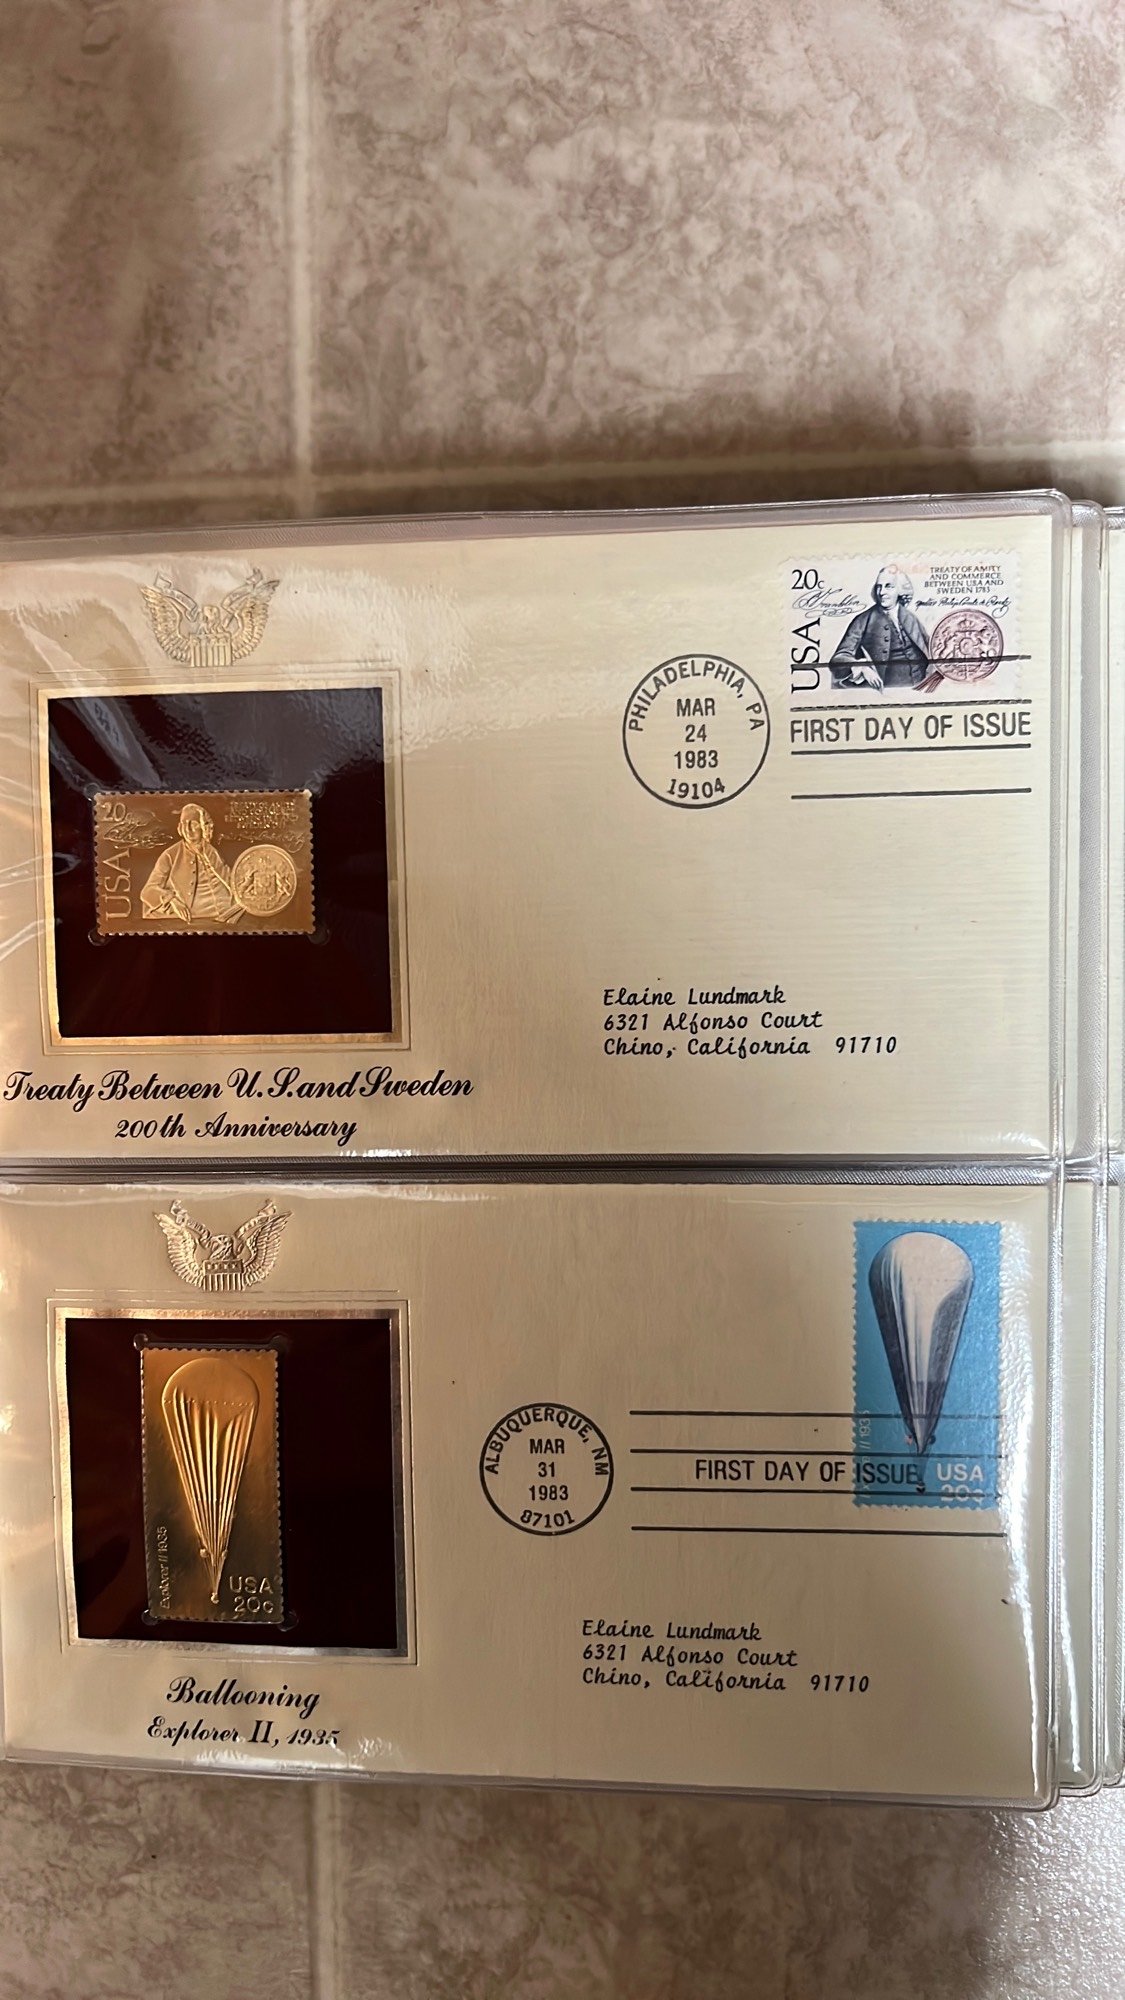 20c
TREATY OF AMITY
AND COMMERCE
BETWEEN USA AND
SWEDEN 1783
B Franklin
USA
PHILADELPHIA, PA
MAR
24
1983
19104
FIRST DAY OF ISSUE
20c
USA
Elaine Lundmark
6321 Alfonso Court
Chino, California 91710
Treaty Between U.S. and Sweden
200th Anniversary
ALBUQUERQUE, NM
MAR
31
1983
87101
FIRST DAY OF ISSUE
USA
20c
Explorer II 1935
USA
20c
Elaine Lundmark
6321 Alfonso Court
Chino, California 91710
Ballooning
Explorer II, 1935